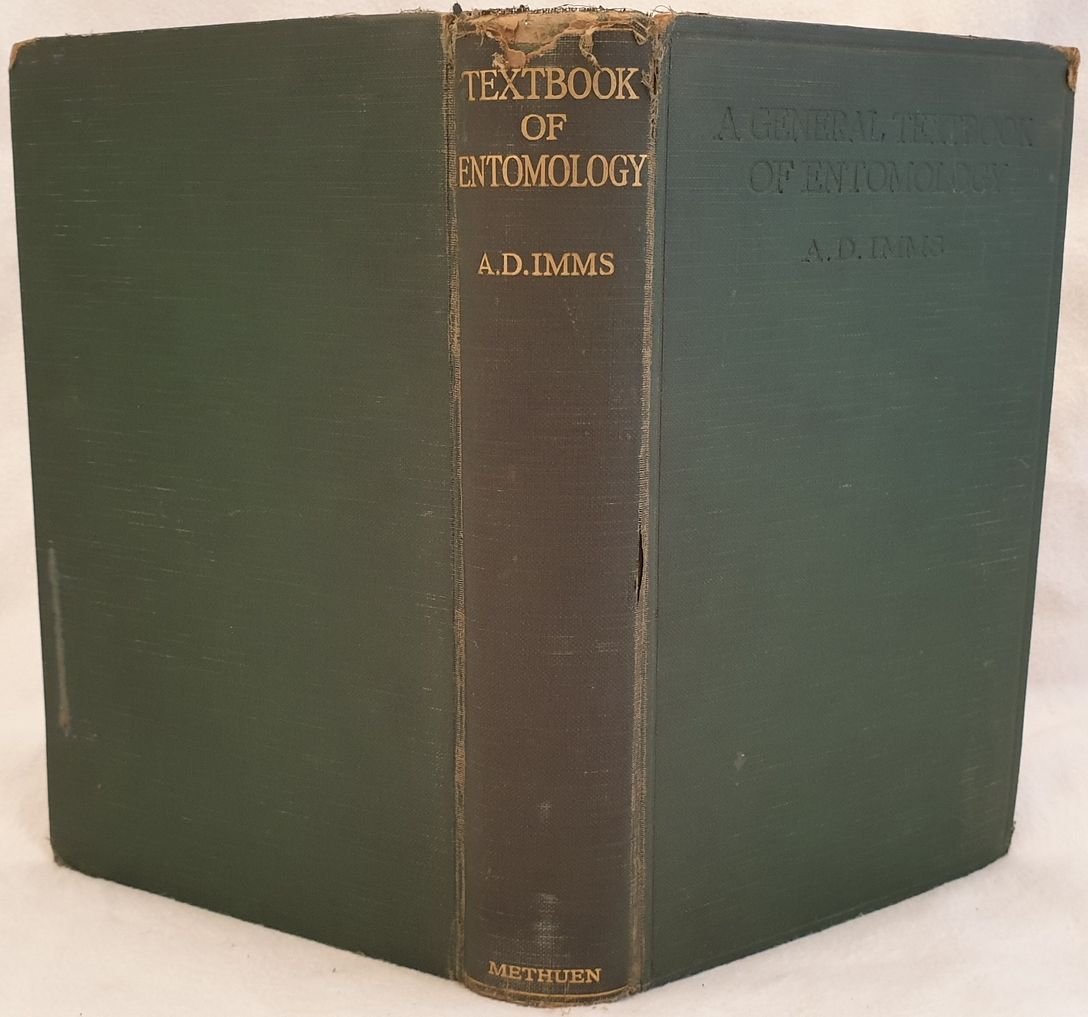 TEXTBOOK
OF
ENTOMOLOGY
A.D. IMMS
METHUEN
A GENERAL TEXTBOOK
OF ENTOMOLOGY
A. D. IMMS